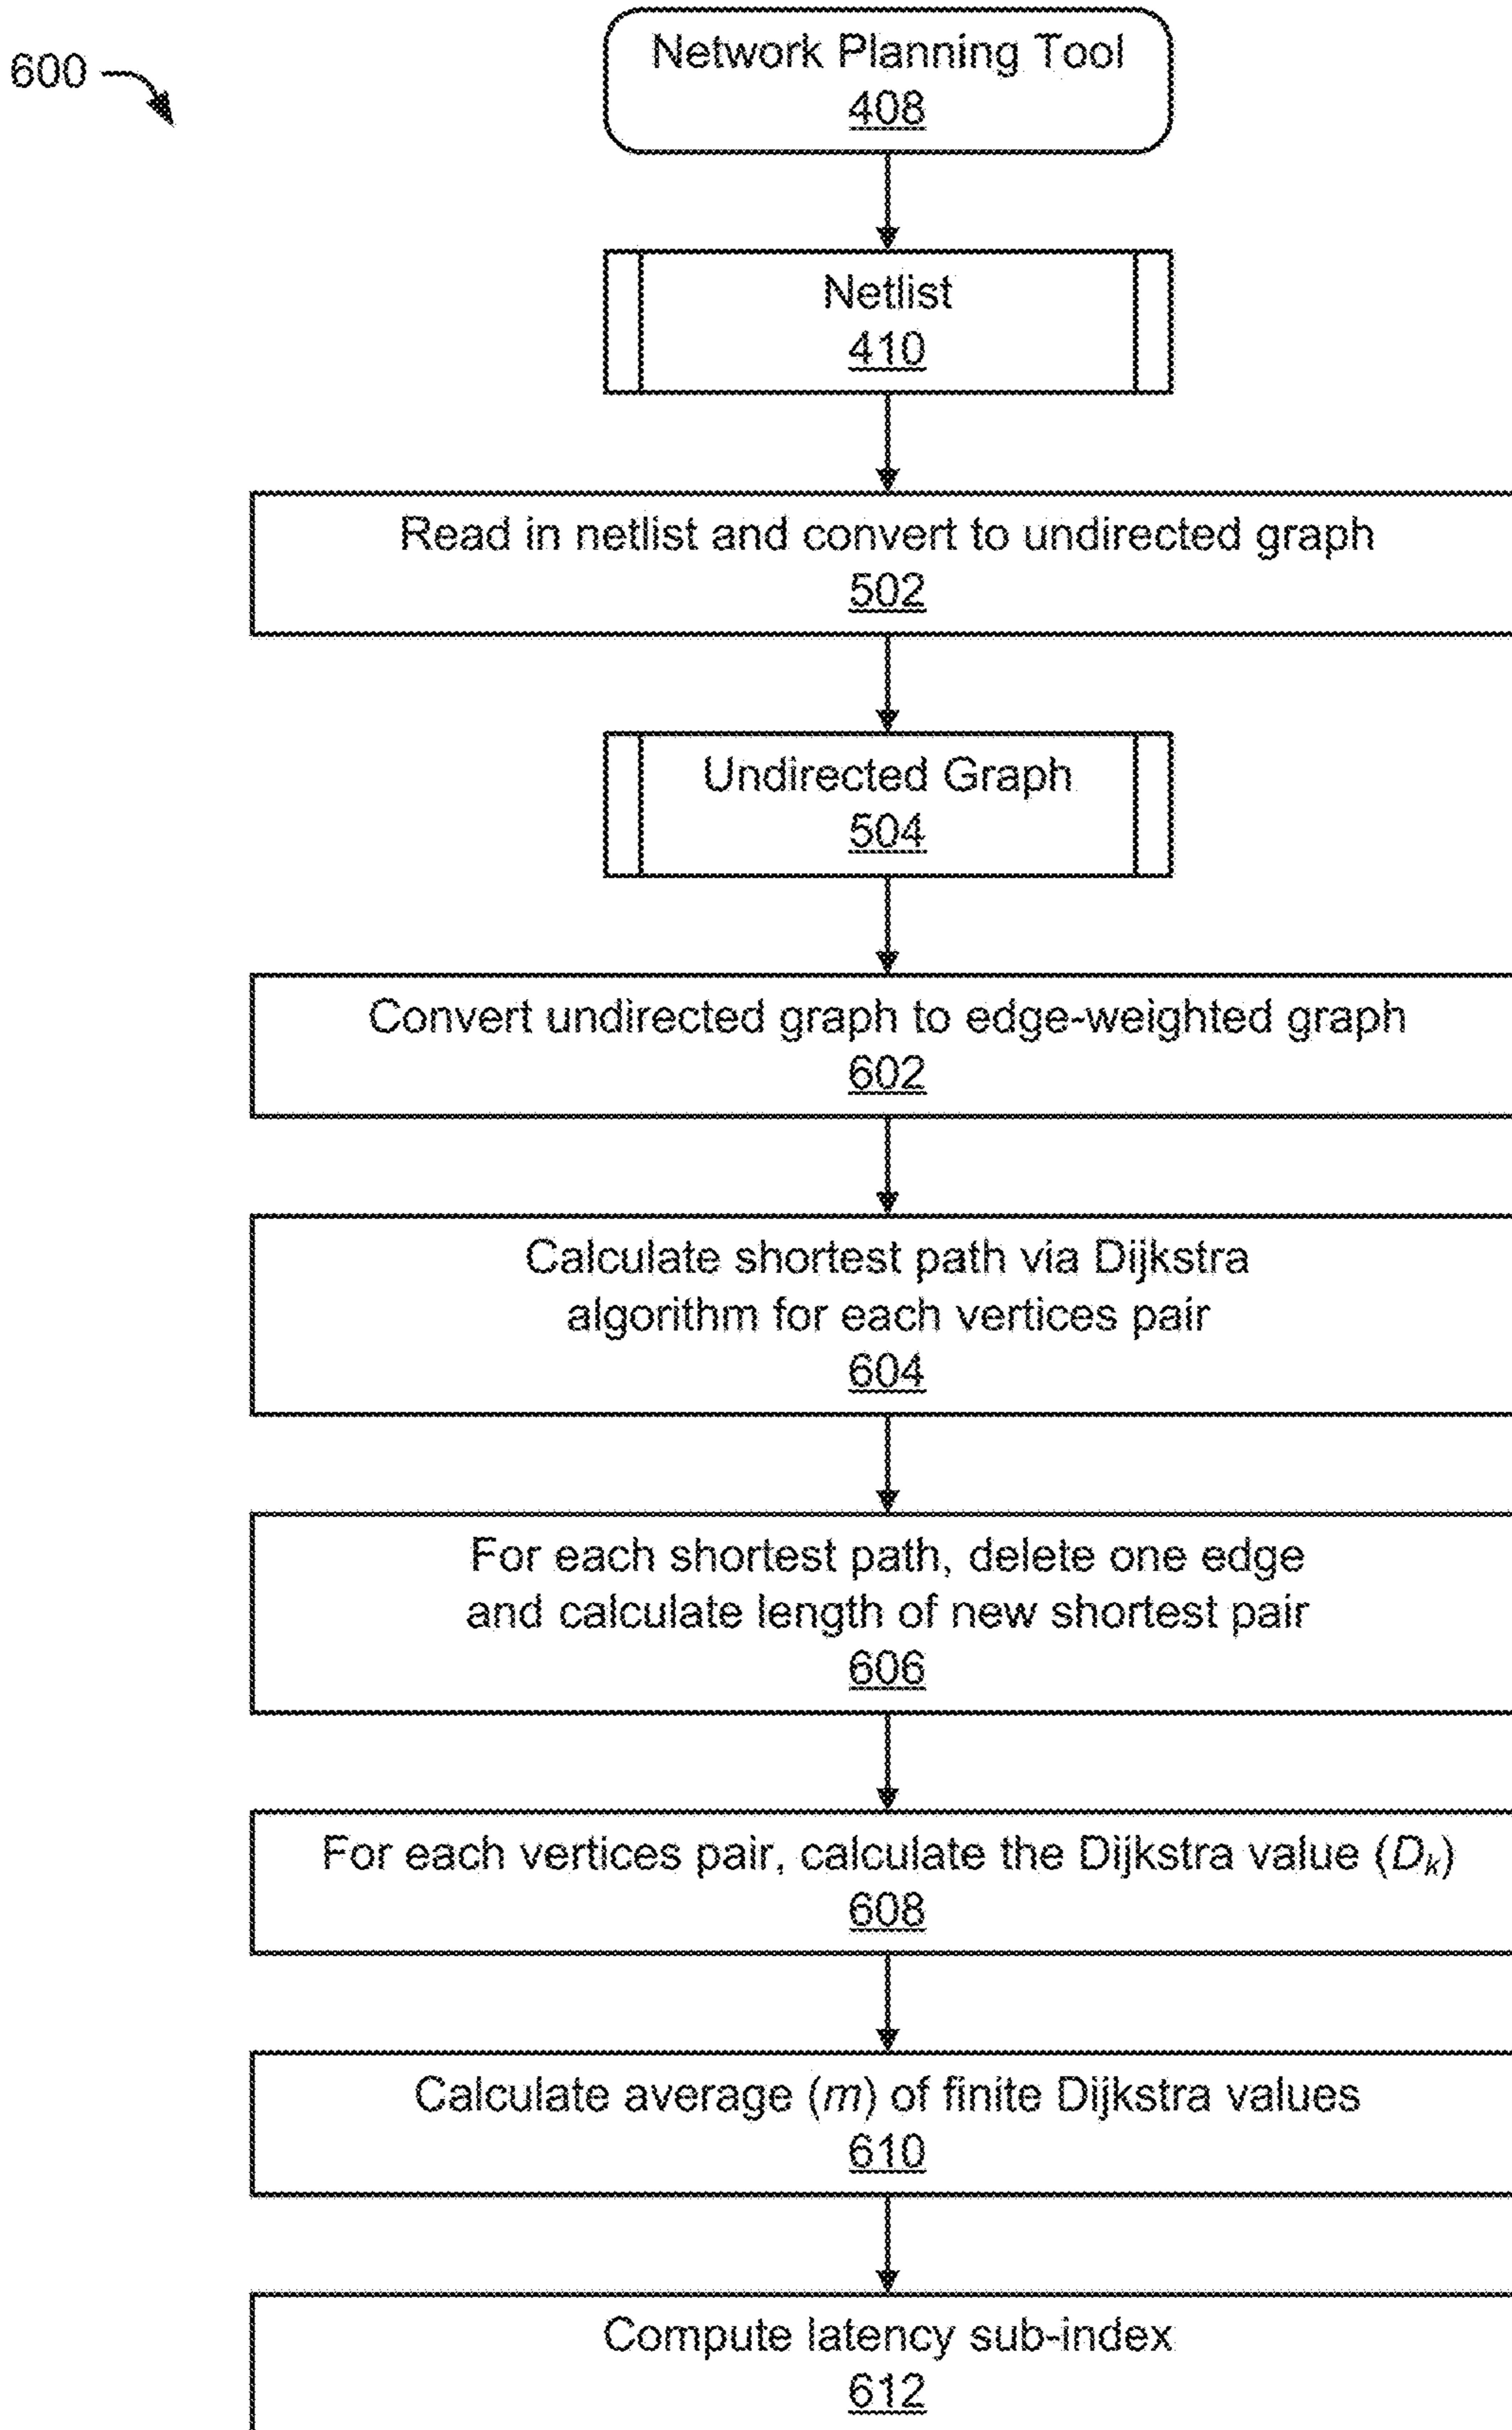 600
Network Planning Tool
408
Netlist
410
Read in netlist and convert to undirected graph
502
Undirected Graph
504
Convert undirected graph to edge-weighted graph
602
Calculate shortest path via Dijkstra
algorithm for each vertices pair
604
For each shortest path, delete one edge
and calculate length of new shortest pair
606
For each vertices pair, calculate the Dijkstra value (Dk)
608
Calculate average (m) of finite Dijkstra values
610
Compute latency sub-index
612